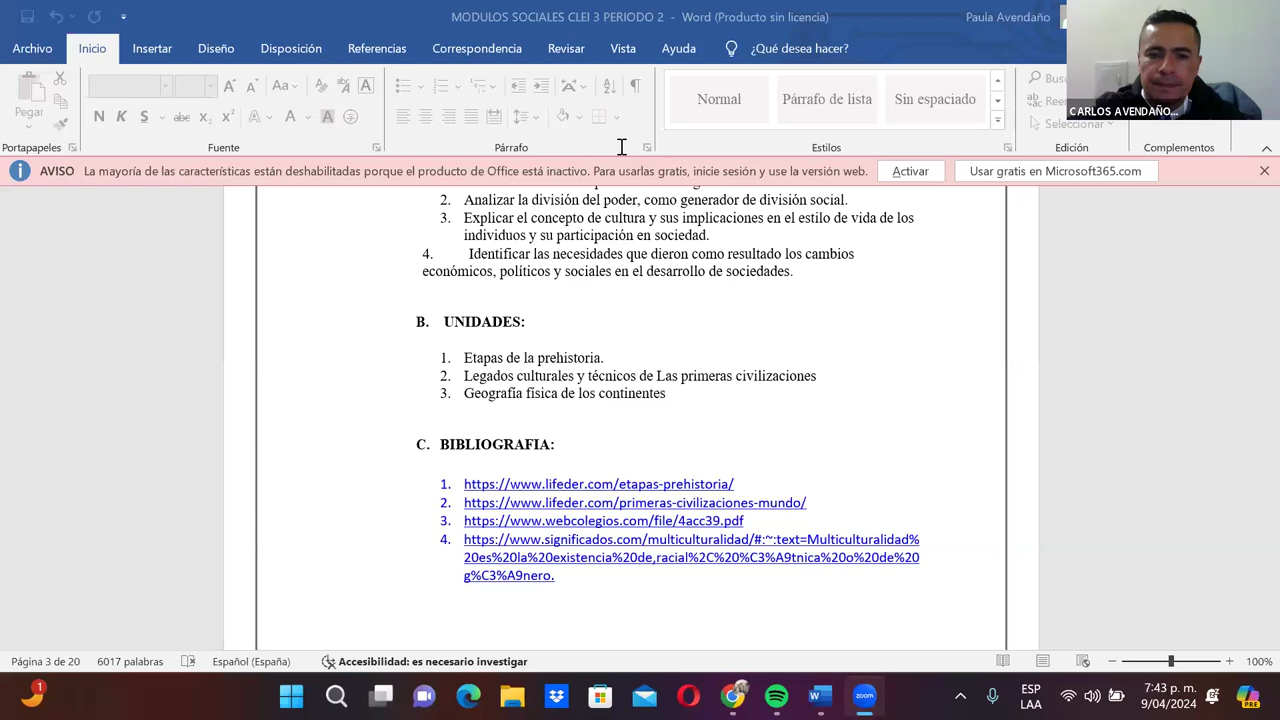 MODULOS SOCIALES CLEI 3 PERIODO 2 - Word (Producto sin licencia)
Paula Avendaño
Archivo Inicio Insertar Diseño Disposición Referencias Correspondencia Revisar Vista Ayuda ¿Qué desea hacer?
Pegar
Normal Párrafo de lista Sin espaciado
Seleccionar
CARLOS AVENDAÑO...
Portapapeles Fuente Párrafo Estilos Edición Complementos
AVISO La mayoría de las características están deshabilitadas porque el producto de Office está inactivo. Para usarlas gratis, inicie sesión y use la versión web. Activar Usar gratis en Microsoft365.com
2. Analizar la división del poder, como generador de división social.
3. Explicar el concepto de cultura y sus implicaciones en el estilo de vida de los
individuos y su participación en sociedad.
4. Identificar las necesidades que dieron como resultado los cambios
económicos, políticos y sociales en el desarrollo de sociedades.
B. UNIDADES:
1. Etapas de la prehistoria.
2. Legados culturales y técnicos de Las primeras civilizaciones
3. Geografía física de los continentes
C. BIBLIOGRAFIA:
1. https://www.lifeder.com/etapas-prehistoria/
2. https://www.lifeder.com/primeras-civilizaciones-mundo/
3. https://www.webcolegios.com/file/4acc39.pdf
4. https://www.significados.com/multiculturalidad/#:~:text=Multiculturalidad%
20es%20la%20existencia%20de,racial%2C%20%C3%A9tnica%20o%20de%20
g%C3%A9nero.
Página 3 de 20 6017 palabras Español (España) Accesibilidad: es necesario investigar 100%
ESP
LAA
7:43 p. m.
9/04/2024